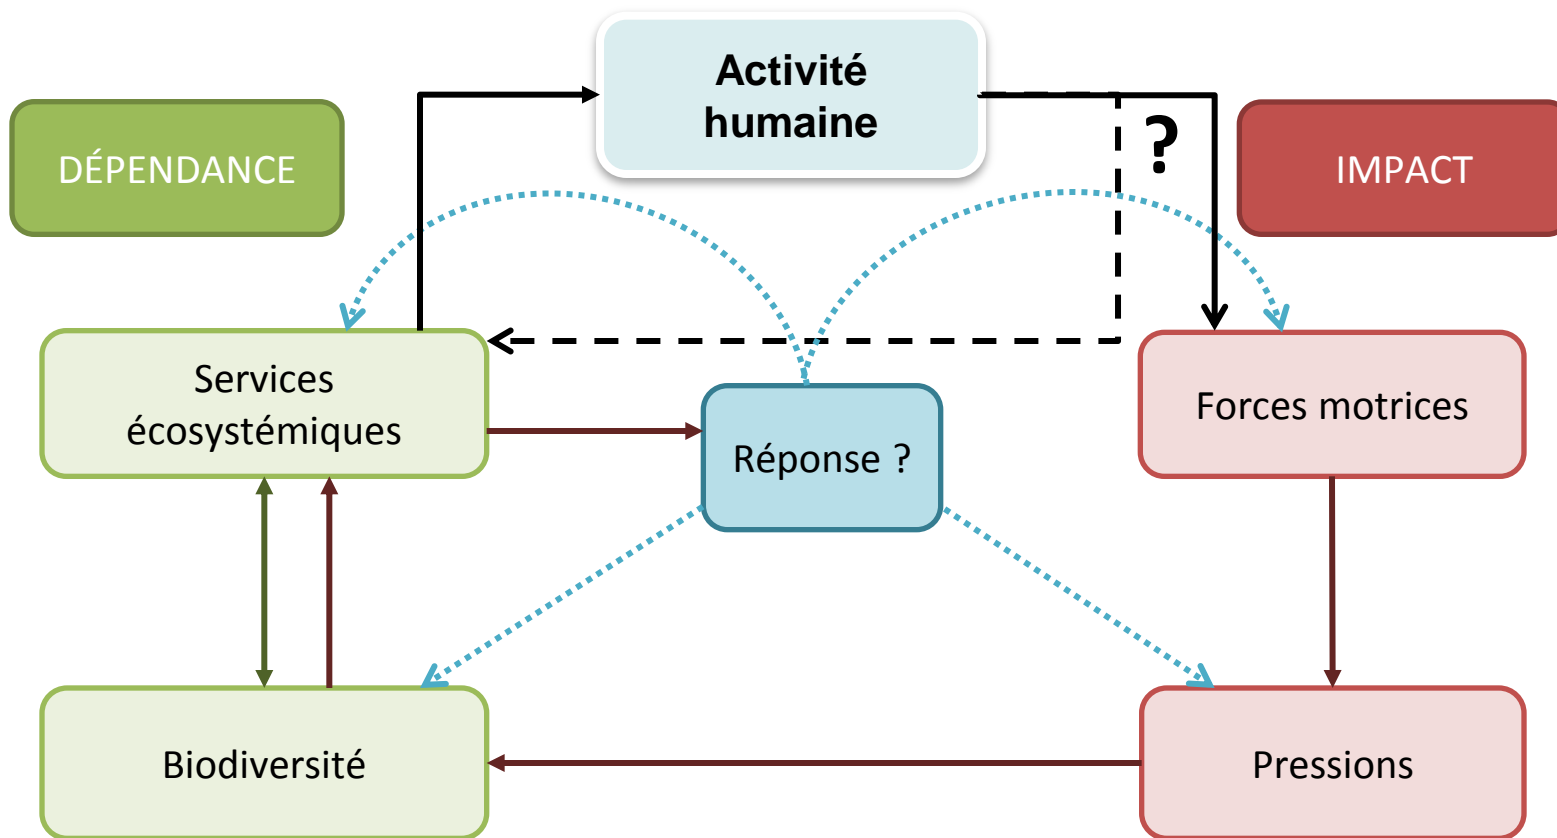 Activité
humaine
?
DÉPENDANCE
IMPACT
Services
écosystémiques
Réponse ?
Forces motrices
Biodiversité
Pressions